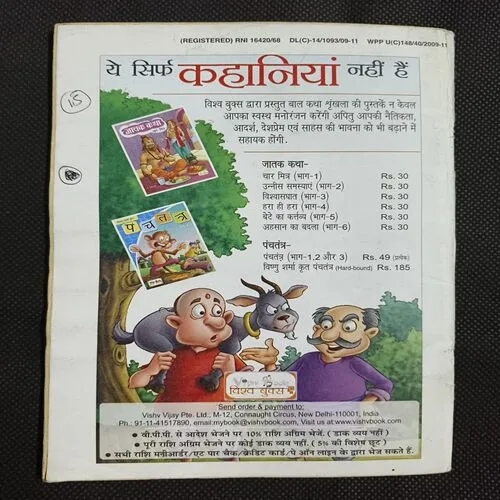 (REGISTERED) RNI 16420/68 DL(C)-14/1093/09-11 WPP U(C)148/40/2009-11
ये सिर्फ कहानियां नहीं हैं
15
विश्व बुक्स द्वारा प्रस्तुत बाल कथा शृंखला की पुस्तकें न केवल
आपका स्वस्थ मनोरंजन करेंगी अपितु आपकी नैतिकता,
आदर्श, देशप्रेम एवं साहस की भावना को भी बढ़ाने में
सहायक होंगी.
जातक कथा
जातक कथा–
चार मित्र (भाग-1) Rs. 30
उन्नीस समस्याएं (भाग-2) Rs. 30
विश्वासघात (भाग-3) Rs. 30
हरा ही हरा (भाग-4) Rs. 30
बेटे का कर्त्तव्य (भाग-5) Rs. 30
अहसान का बदला (भाग-6) Rs. 30
पंचतंत्र
पंचतंत्र–
पंचतंत्र (भाग-1,2 और 3) Rs. 49 (प्रत्येक)
विष्णु शर्मा कृत पंचतंत्र (Hard-bound) Rs. 185
विश्व बुक्स
Send order & payment to:
Vishv Vijay Pte. Ltd., M-12, Connaught Circus, New Delhi-110001, India
Ph.: 91-11-41517890, email:mybook@vishvbook.com, Visit us at:www.vishvbook.com
• वी.पी.पी. से आदेश भेजने पर 10% राशि अग्रिम भेजें. ( डाक व्यय नहीं )
• पूरी राशि अग्रिम भेजने पर कोई डाक व्यय नहीं. ( 5% की विशेष छूट )
• सभी राशि मनीआर्डर/एट पार चैक/क्रेडिट कार्ड/पे ऑन लाइन के द्वारा भेज सकते हैं.